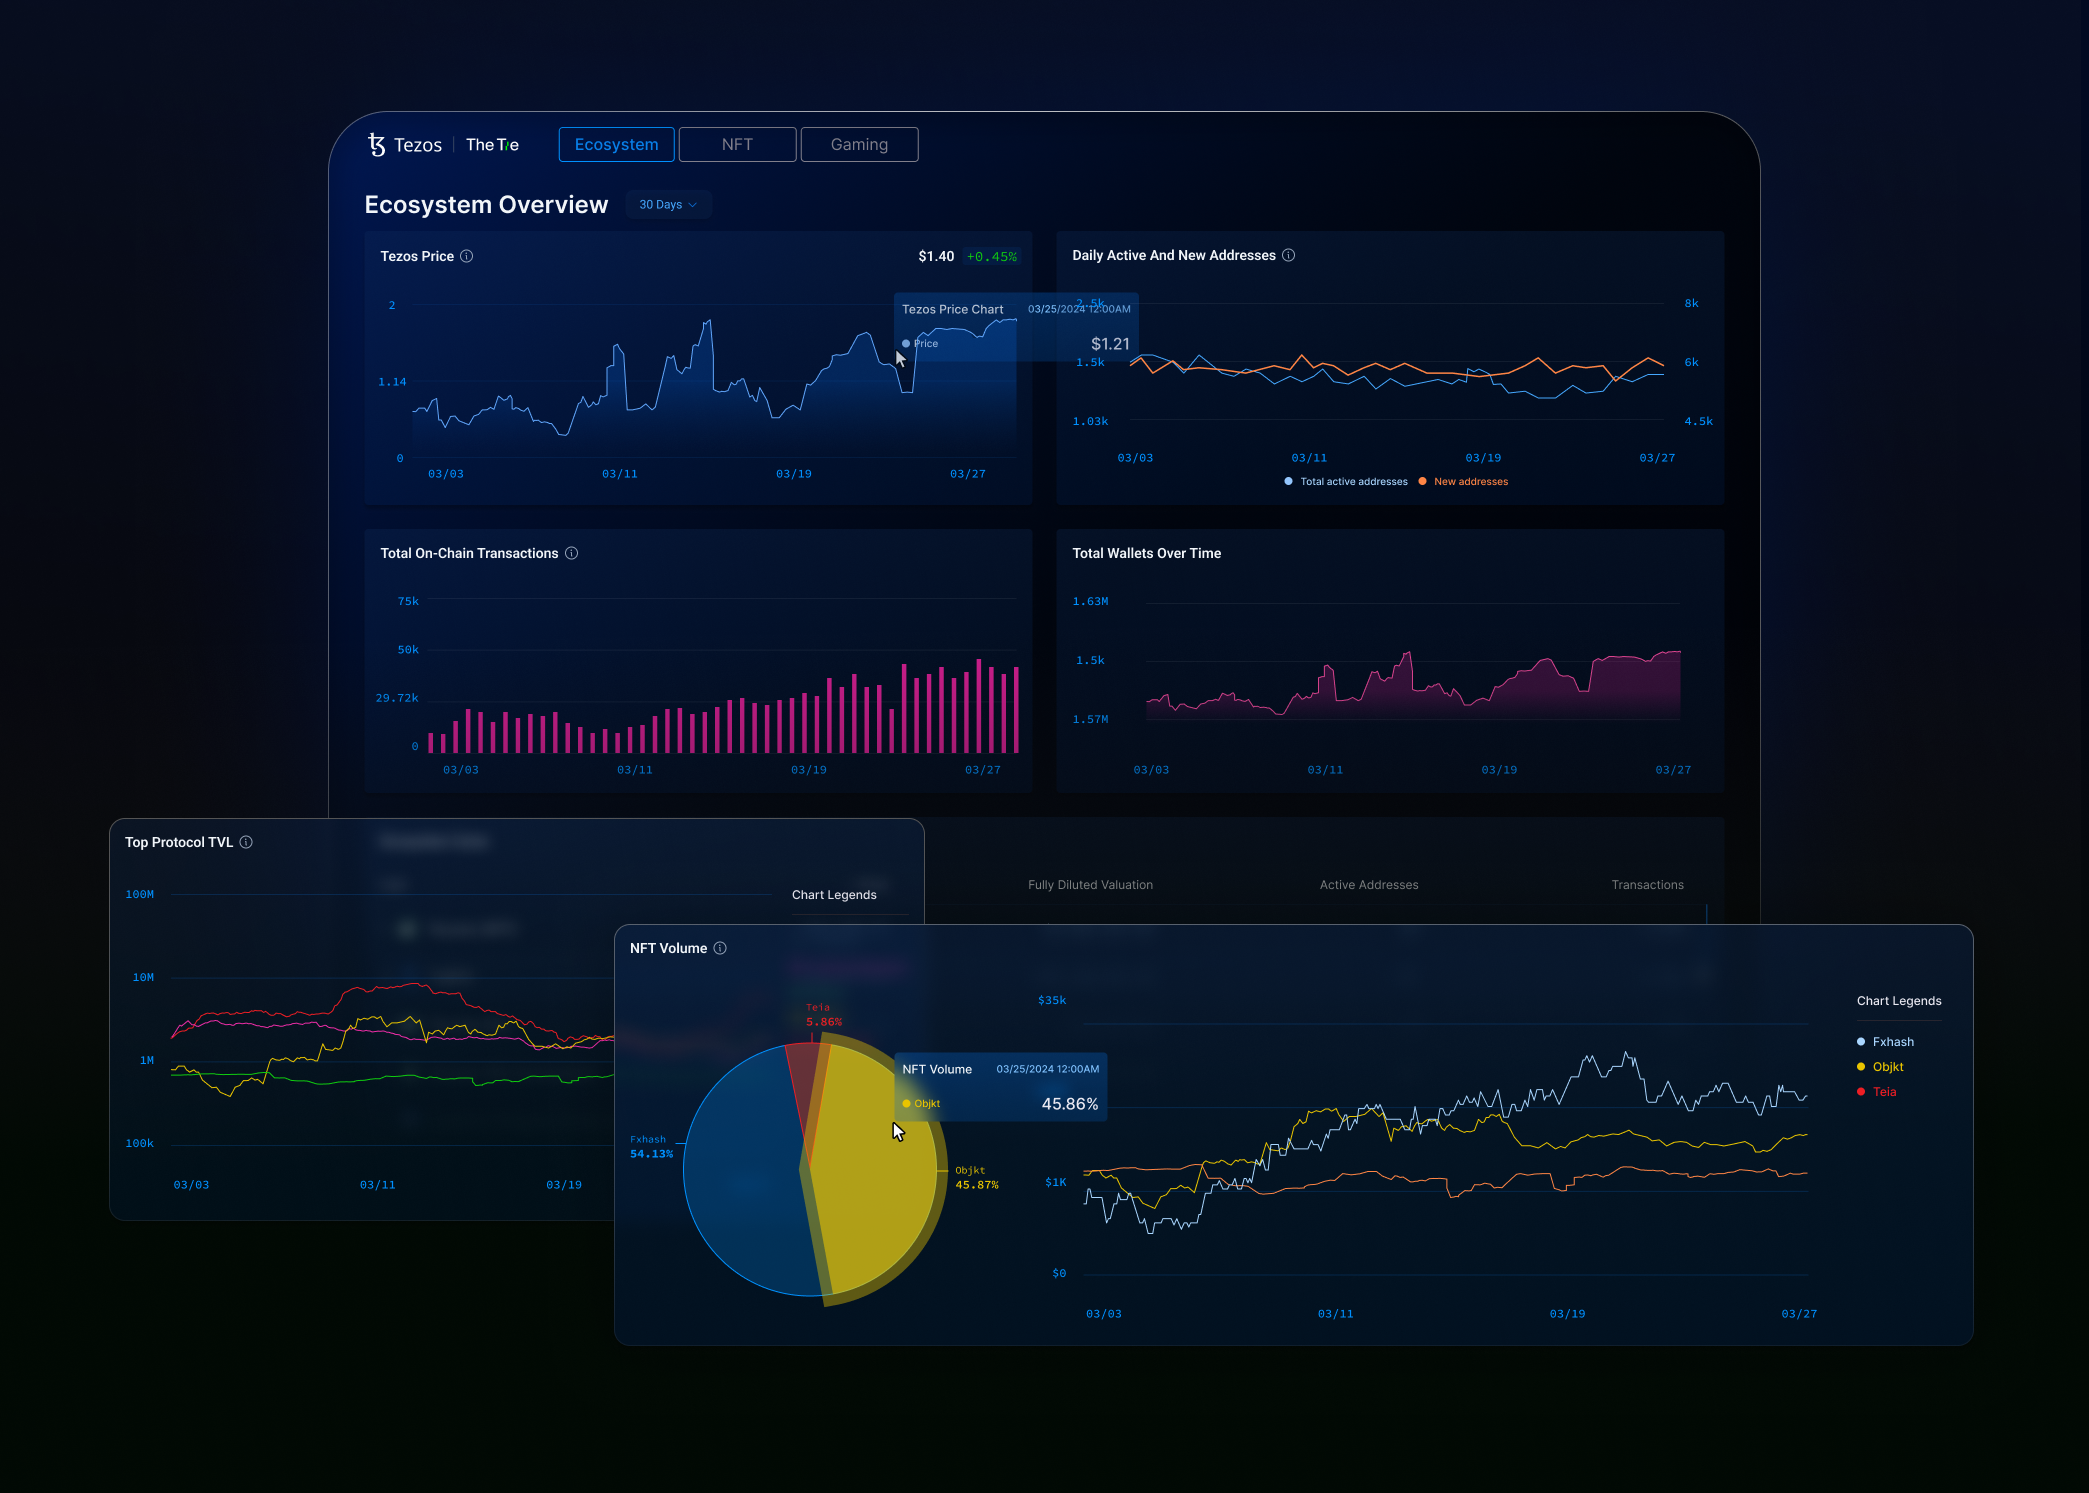 Tezos | The Tie
Ecosystem
NFT
Gaming
Ecosystem Overview
30 Days
Tezos Price
$1.40 +0.45%
2
1.14
0
03/03 03/11 03/19 03/27
Tezos Price Chart 03/25/2024 12:00AM
Price $1.21
Daily Active And New Addresses
2.5k
1.5k
1.03k
8k
6k
4.5k
03/03 03/11 03/19 03/27
Total active addresses New addresses
Total On-Chain Transactions
75k
50k
29.72k
0
03/03 03/11 03/19 03/27
Total Wallets Over Time
1.63M
1.5k
1.57M
03/03 03/11 03/19 03/27
Top Protocol TVL
100M
10M
1M
100k
03/03 03/11 03/19
Chart Legends
Fully Diluted Valuation Active Addresses Transactions
NFT Volume
Teia
5.86%
Fxhash
54.13%
Objkt
45.87%
NFT Volume 03/25/2024 12:00AM
Objkt 45.86%
$35k
$1K
$0
03/03 03/11 03/19 03/27
Chart Legends
Fxhash
Objkt
Teia